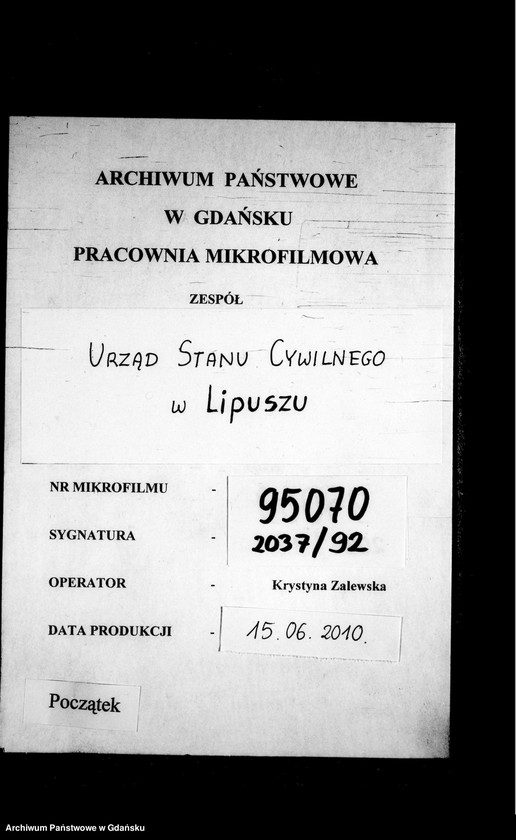 ARCHIWUM PAŃSTWOWE
W GDAŃSKU
PRACOWNIA MIKROFILMOWA
ZESPÓŁ
URZĄD STANU CYWILNEGO
w Lipuszu
NR MIKROFILMU - 95070
SYGNATURA - 2037/92
OPERATOR - Krystyna Zalewska
DATA PRODUKCJI - 15.06.2010.
Początek
Archiwum Państwowe w Gdańsku